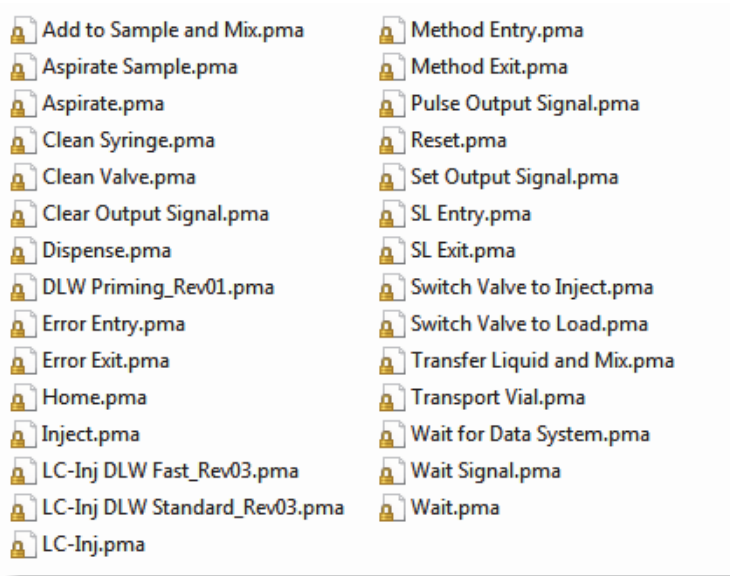 Add to Sample and Mix.pma
Aspirate Sample.pma
Aspirate.pma
Clean Syringe.pma
Clean Valve.pma
Clear Output Signal.pma
Dispense.pma
DLW Priming_Rev01.pma
Error Entry.pma
Error Exit.pma
Home.pma
Inject.pma
LC-Inj DLW Fast_Rev03.pma
LC-Inj DLW Standard_Rev03.pma
LC-Inj.pma
Method Entry.pma
Method Exit.pma
Pulse Output Signal.pma
Reset.pma
Set Output Signal.pma
SL Entry.pma
SL Exit.pma
Switch Valve to Inject.pma
Switch Valve to Load.pma
Transfer Liquid and Mix.pma
Transport Vial.pma
Wait for Data System.pma
Wait Signal.pma
Wait.pma